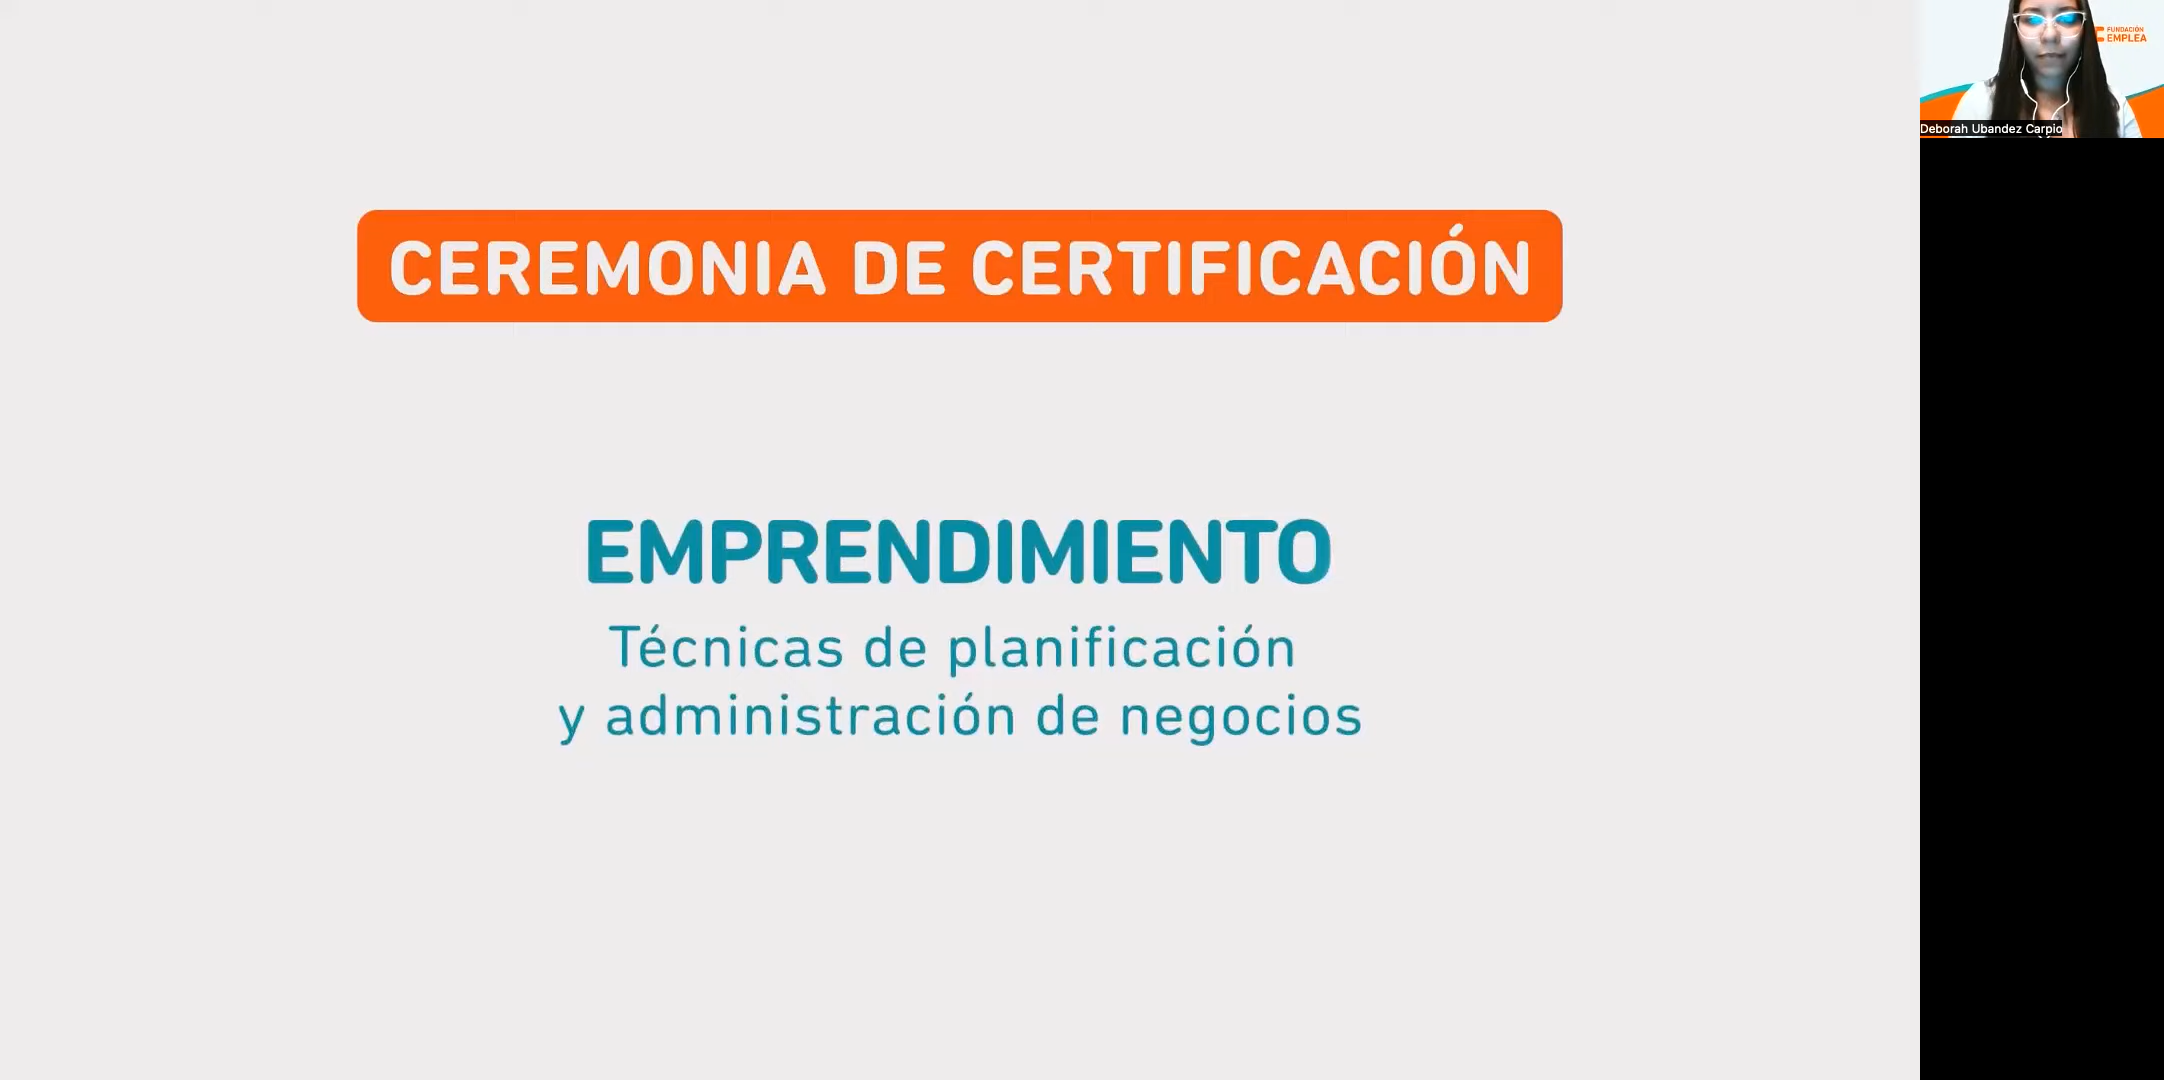 CEREMONIA DE CERTIFICACIÓN
EMPRENDIMIENTO
Técnicas de planificación
y administración de negocios
FUNDACIÓN
EMPLEA
Deborah Ubandez Carpio